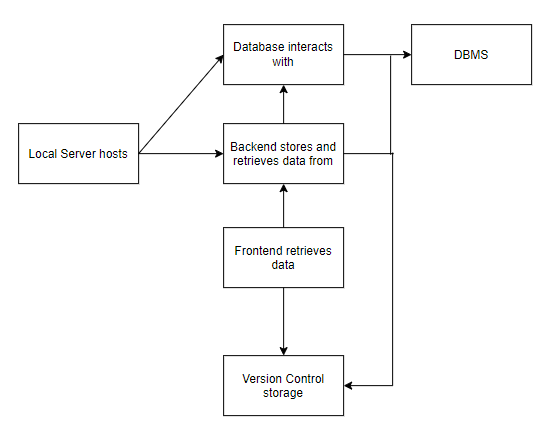 Database interacts
with
DBMS
Local Server hosts
Backend stores and
retrieves data from
Frontend retrieves
data
Version Control
storage